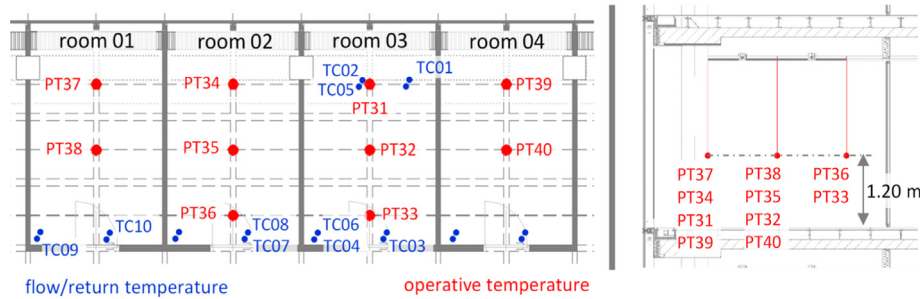 room 01 room 02 room 03 room 04
TC02 TC01
PT37 PT34 TC05 PT39
PT31
PT38 PT35 PT32 PT40
PT36 PT33
TC10 TC08 TC06
TC09 TC07 TC04 TC03
flow/return temperature operative temperature
PT37 PT38 PT36
PT34 PT35 PT33
PT31 PT32
PT39 PT40
1.20 m